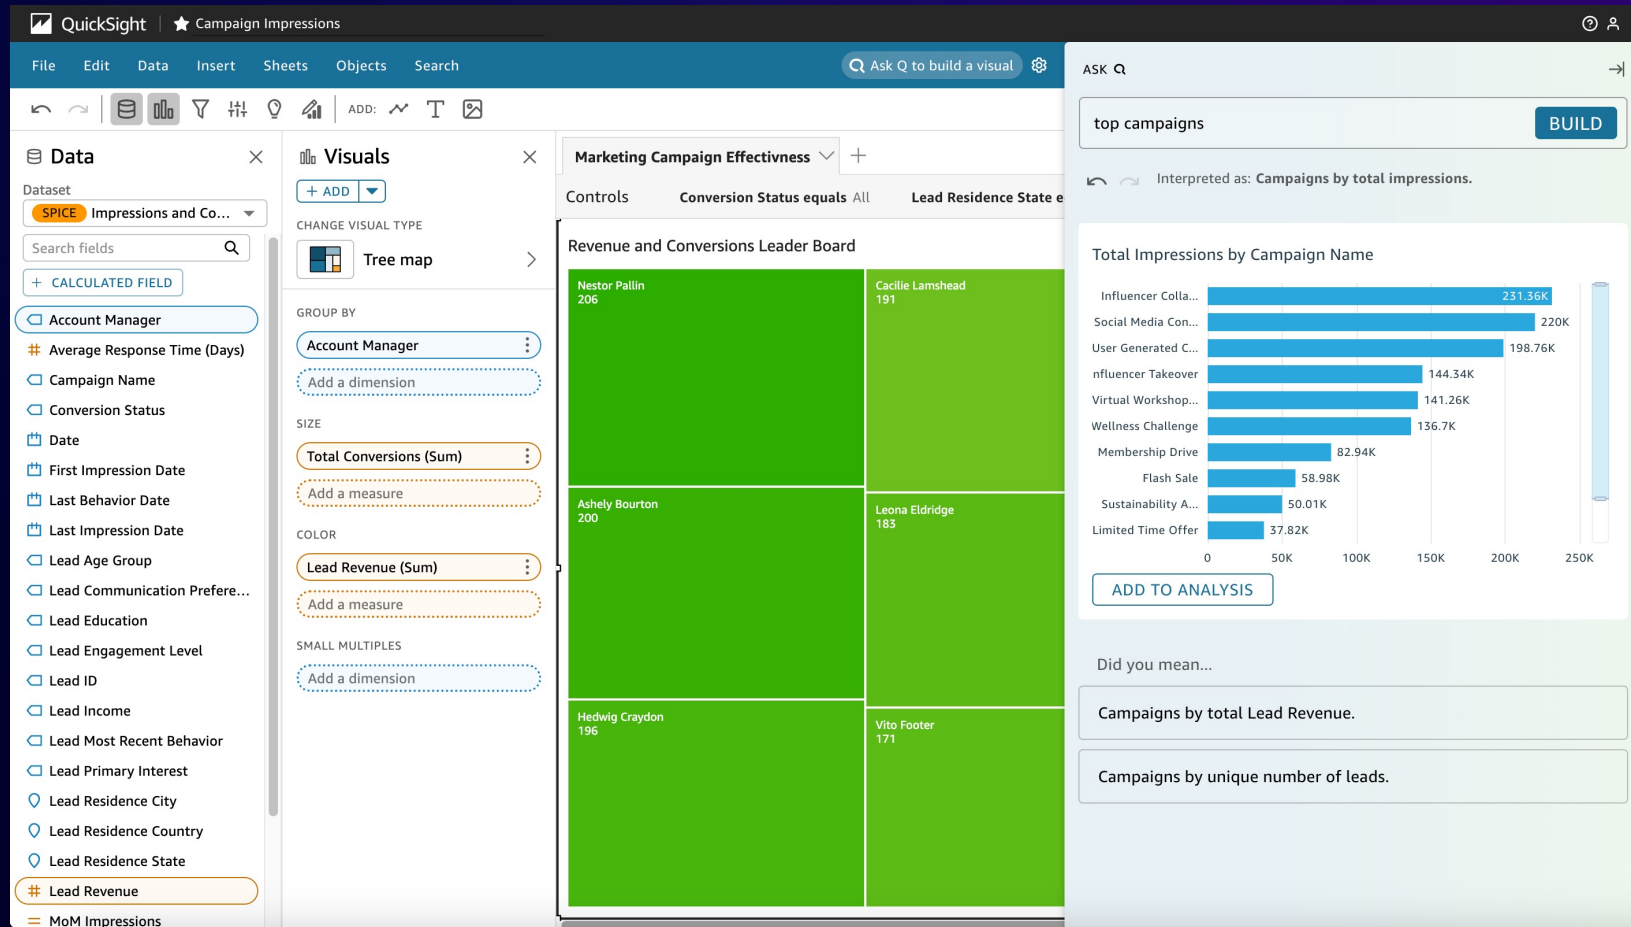 QuickSight
Campaign Impressions
File Edit Data Insert Sheets Objects Search
Ask Q to build a visual
ADD:
Data
Dataset
SPICE Impressions and Co...
Search fields
+ CALCULATED FIELD
Account Manager
Average Response Time (Days)
Campaign Name
Conversion Status
Date
First Impression Date
Last Behavior Date
Last Impression Date
Lead Age Group
Lead Communication Prefere...
Lead Education
Lead Engagement Level
Lead ID
Lead Income
Lead Most Recent Behavior
Lead Primary Interest
Lead Residence City
Lead Residence Country
Lead Residence State
Lead Revenue
MoM Impressions
Visuals
+ ADD
CHANGE VISUAL TYPE
Tree map
GROUP BY
Account Manager
Add a dimension
SIZE
Total Conversions (Sum)
Add a measure
COLOR
Lead Revenue (Sum)
Add a measure
SMALL MULTIPLES
Add a dimension
Marketing Campaign Effectivness
Controls Conversion Status equals All Lead Residence State e
Revenue and Conversions Leader Board
Nestor Pallin
206
Cacilie Lamshead
191
Ashely Bourton
200
Leona Eldridge
183
Hedwig Craydon
196
Vito Footer
171
ASK Q
top campaigns
BUILD
Interpreted as: Campaigns by total impressions.
Total Impressions by Campaign Name
Influencer Colla... 231.36K
Social Media Con... 220K
User Generated C... 198.76K
nfluencer Takeover 144.34K
Virtual Workshop... 141.26K
Wellness Challenge 136.7K
Membership Drive 82.94K
Flash Sale 58.98K
Sustainability A... 50.01K
Limited Time Offer 37.82K
0 50K 100K 150K 200K 250K
ADD TO ANALYSIS
Did you mean...
Campaigns by total Lead Revenue.
Campaigns by unique number of leads.